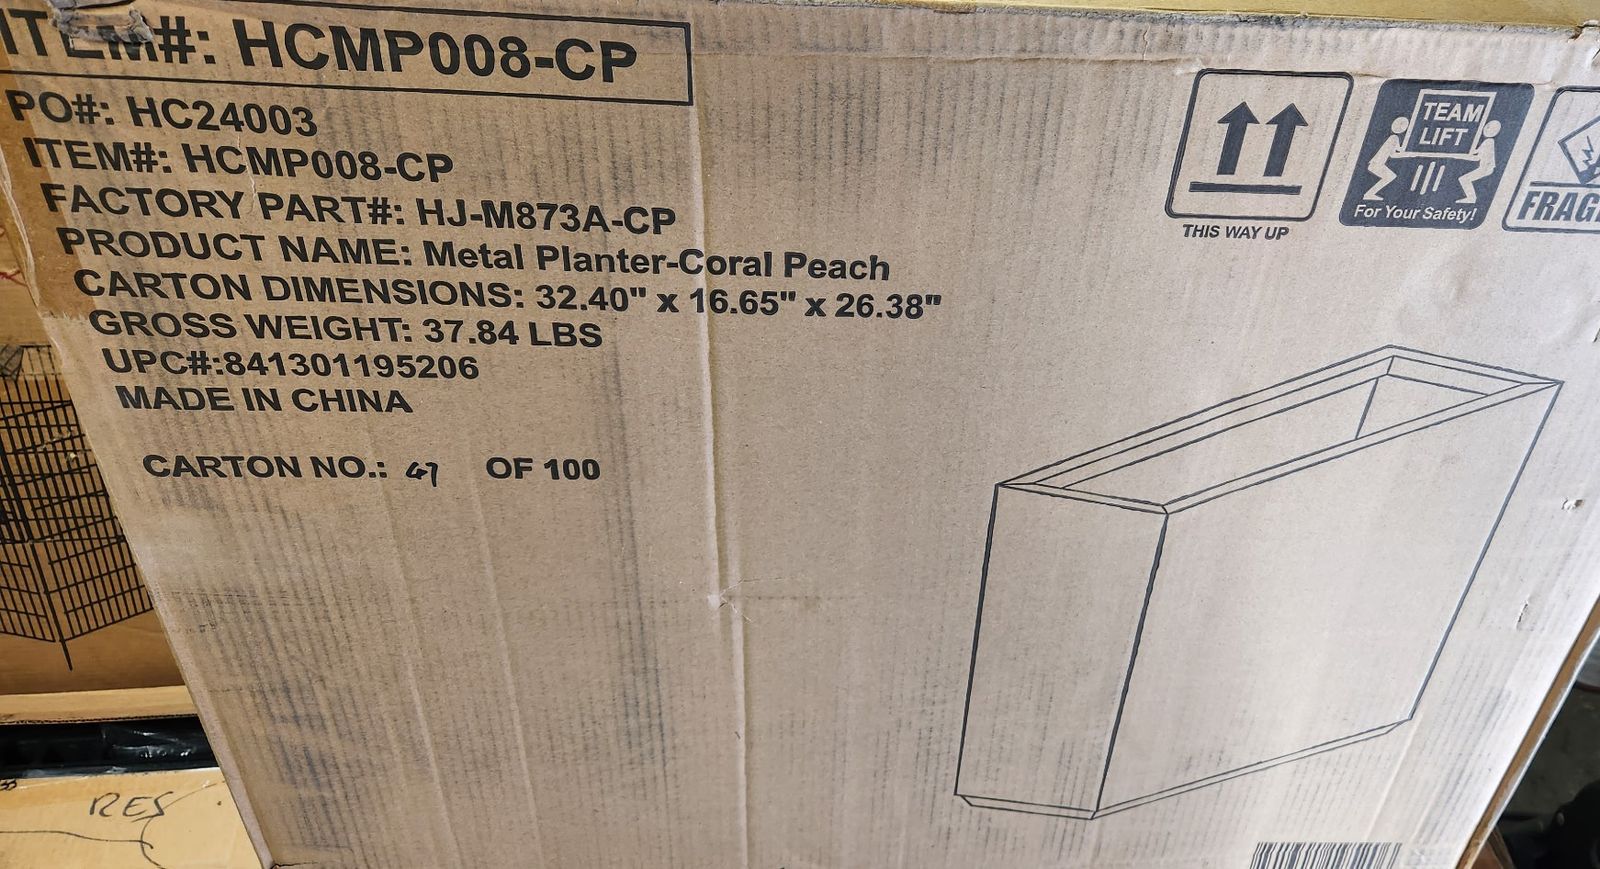 ITEM#: HCMP008-CP
PO#: HC24003
ITEM#: HCMP008-CP
FACTORY PART#: HJ-M873A-CP
PRODUCT NAME: Metal Planter-Coral Peach
CARTON DIMENSIONS: 32.40" x 16.65" x 26.38"
GROSS WEIGHT: 37.84 LBS
UPC#:841301195206
MADE IN CHINA
CARTON NO.: 47 OF 100
THIS WAY UP
TEAM
LIFT
For Your Safety!
FRAG
RES